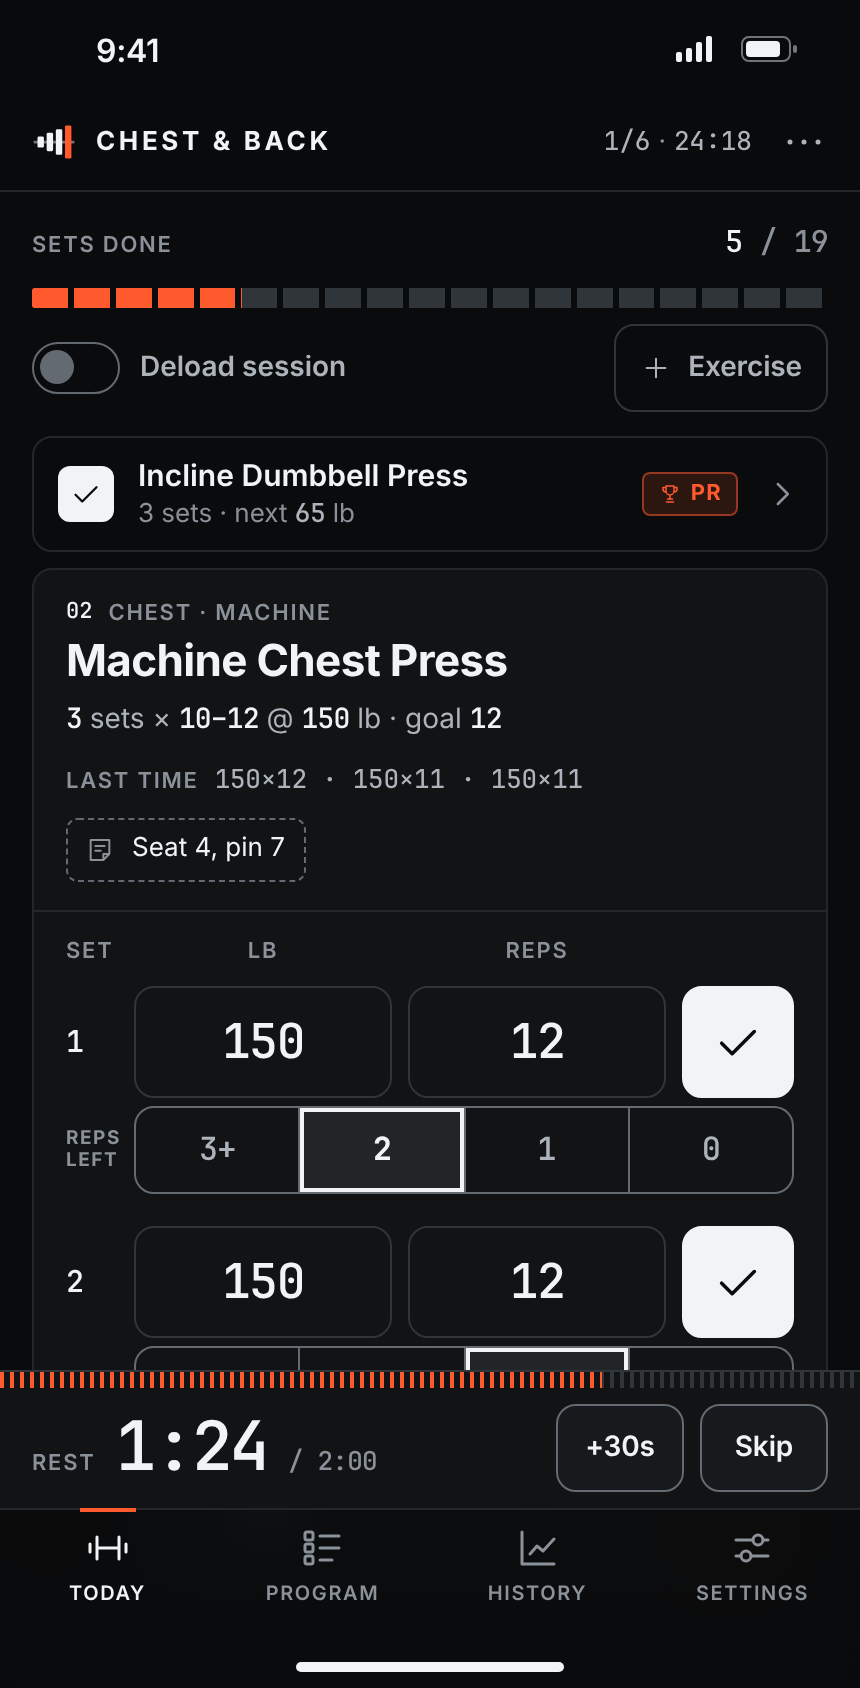 9:41
CHEST & BACK 1/6 · 24:18 ···
SETS DONE 5 / 19
Deload session + Exercise
Incline Dumbbell Press
3 sets · next 65 lb PR
02 CHEST · MACHINE
Machine Chest Press
3 sets × 10–12 @ 150 lb · goal 12
LAST TIME 150×12 · 150×11 · 150×11
Seat 4, pin 7
SET LB REPS
1 150 12
REPS LEFT 3+ 2 1 0
2 150 12
REST 1:24 / 2:00 +30s Skip
TODAY PROGRAM HISTORY SETTINGS